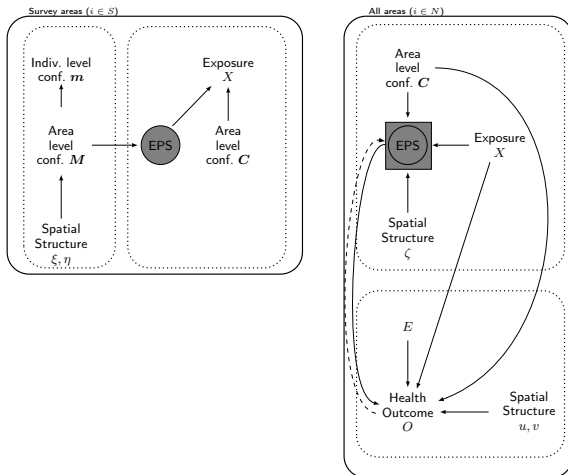 Survey areas (i ∈ S)
Indiv. level
conf. m
Area
level
conf. M
Spatial
Structure
ξ, η
EPS
Exposure
X
Area
level
conf. C
All areas (i ∈ N)
Area
level
conf. C
EPS
Exposure
X
Spatial
Structure
ζ
E
Health
Outcome
O
Spatial
Structure
u, v